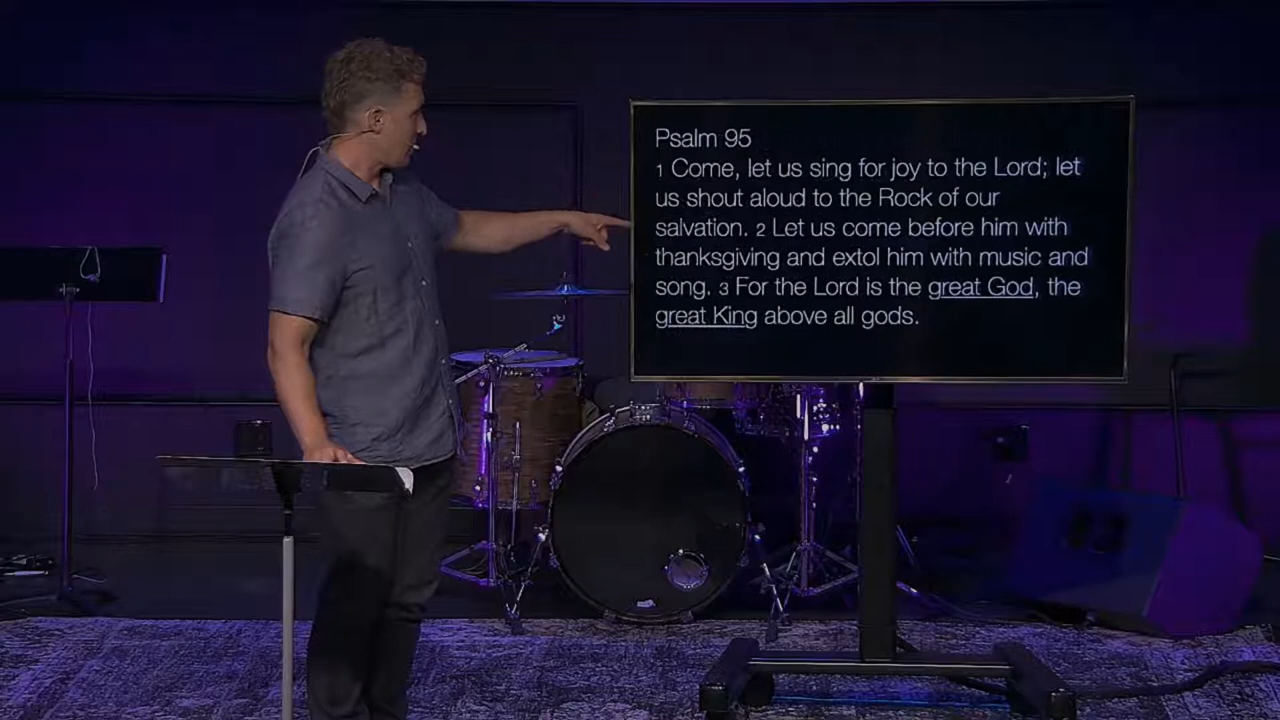 Psalm 95
1 Come, let us sing for joy to the Lord; let
us shout aloud to the Rock of our
salvation. 2 Let us come before him with
thanksgiving and extol him with music and
song. 3 For the Lord is the great God, the
great King above all gods.